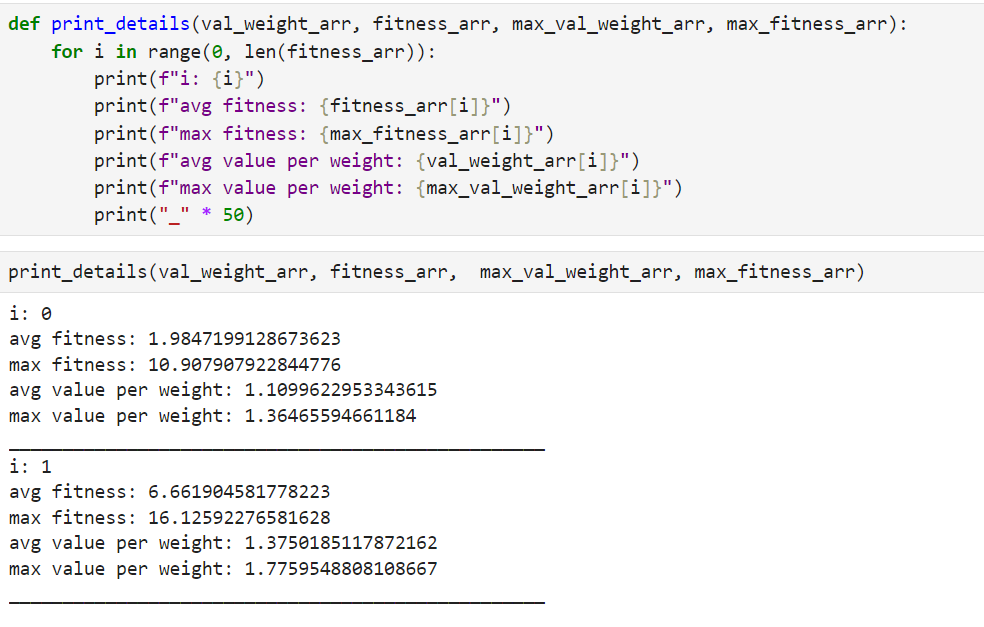 def print_details(val_weight_arr, fitness_arr, max_val_weight_arr, max_fitness_arr):
    for i in range(0, len(fitness_arr)):
        print(f"i: {i}")
        print(f"avg fitness: {fitness_arr[i]}")
        print(f"max fitness: {max_fitness_arr[i]}")
        print(f"avg value per weight: {val_weight_arr[i]}")
        print(f"max value per weight: {max_val_weight_arr[i]}")
        print("_" * 50)
print_details(val_weight_arr, fitness_arr,  max_val_weight_arr, max_fitness_arr)
i: 0
avg fitness: 1.9847199128673623
max fitness: 10.907907922844776
avg value per weight: 1.1099622953343615
max value per weight: 1.36465594661184
__________________________________________________
i: 1
avg fitness: 6.661904581778223
max fitness: 16.12592276581628
avg value per weight: 1.3750185117872162
max value per weight: 1.7759548808108667
__________________________________________________